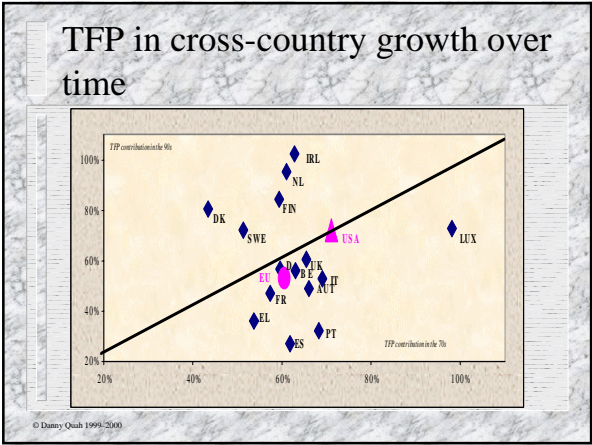 TFP in cross-country growth over
time
TFP contribution in the 90s
100%
80%
60%
40%
20%
IRL
NL
FIN
DK
SWE
USA
LUX
D
UK
BE
EU
IT
AUT
FR
EL
PT
ES
TFP contribution in the 70s
20%
40%
60%
80%
100%
© Danny Quah 1999–2000